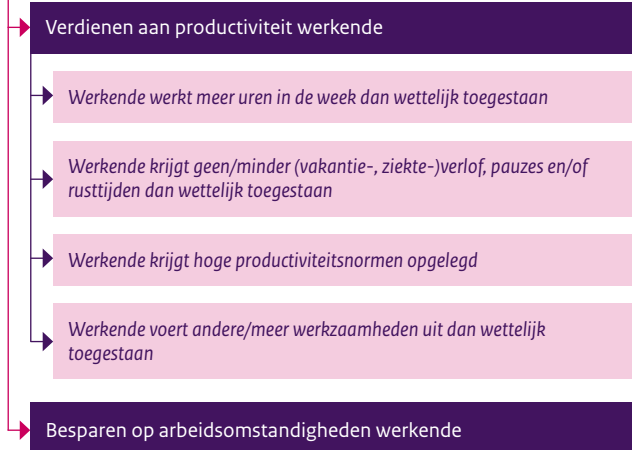 Verdienen aan productiviteit werkende
Werkende werkt meer uren in de week dan wettelijk toegestaan
Werkende krijgt geen/minder (vakantie-, ziekte-)verlof, pauzes en/of
rusttijden dan wettelijk toegestaan
Werkende krijgt hoge productiviteitsnormen opgelegd
Werkende voert andere/meer werkzaamheden uit dan wettelijk
toegestaan
Besparen op arbeidsomstandigheden werkende